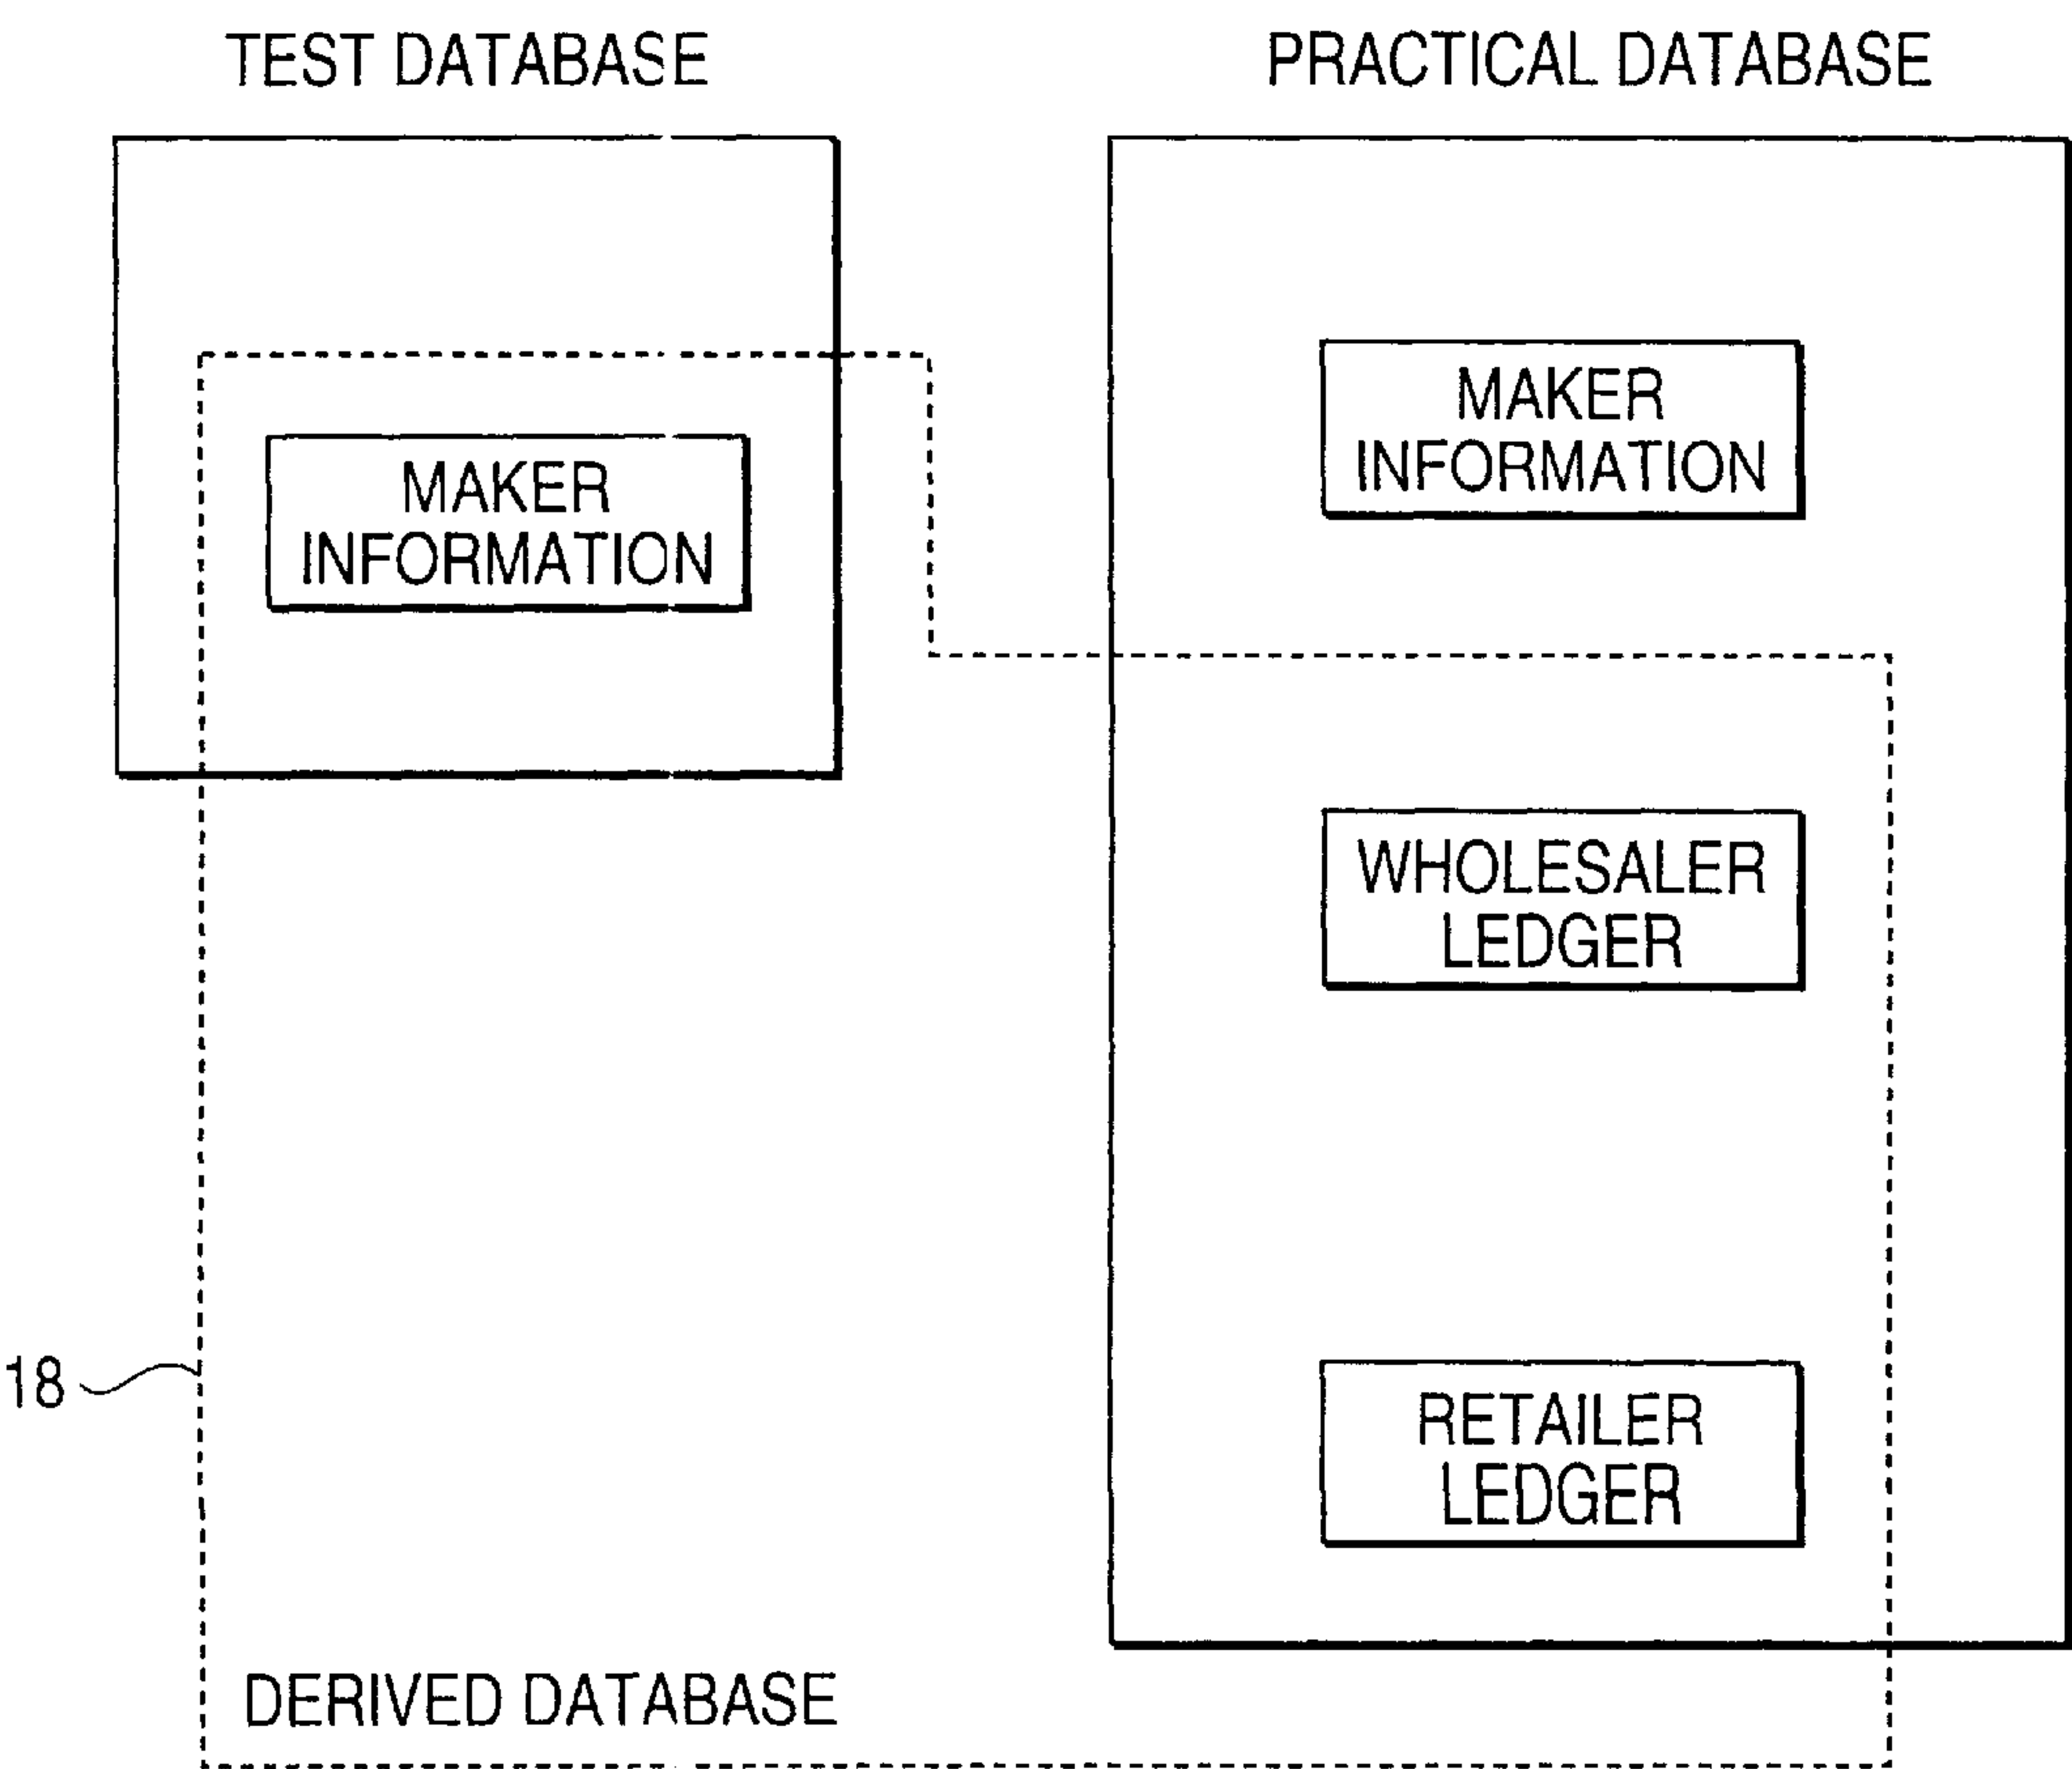 TEST DATABASE
PRACTICAL DATABASE
MAKER
INFORMATION
MAKER
INFORMATION
WHOLESALER
LEDGER
18
RETAILER
LEDGER
DERIVED DATABASE